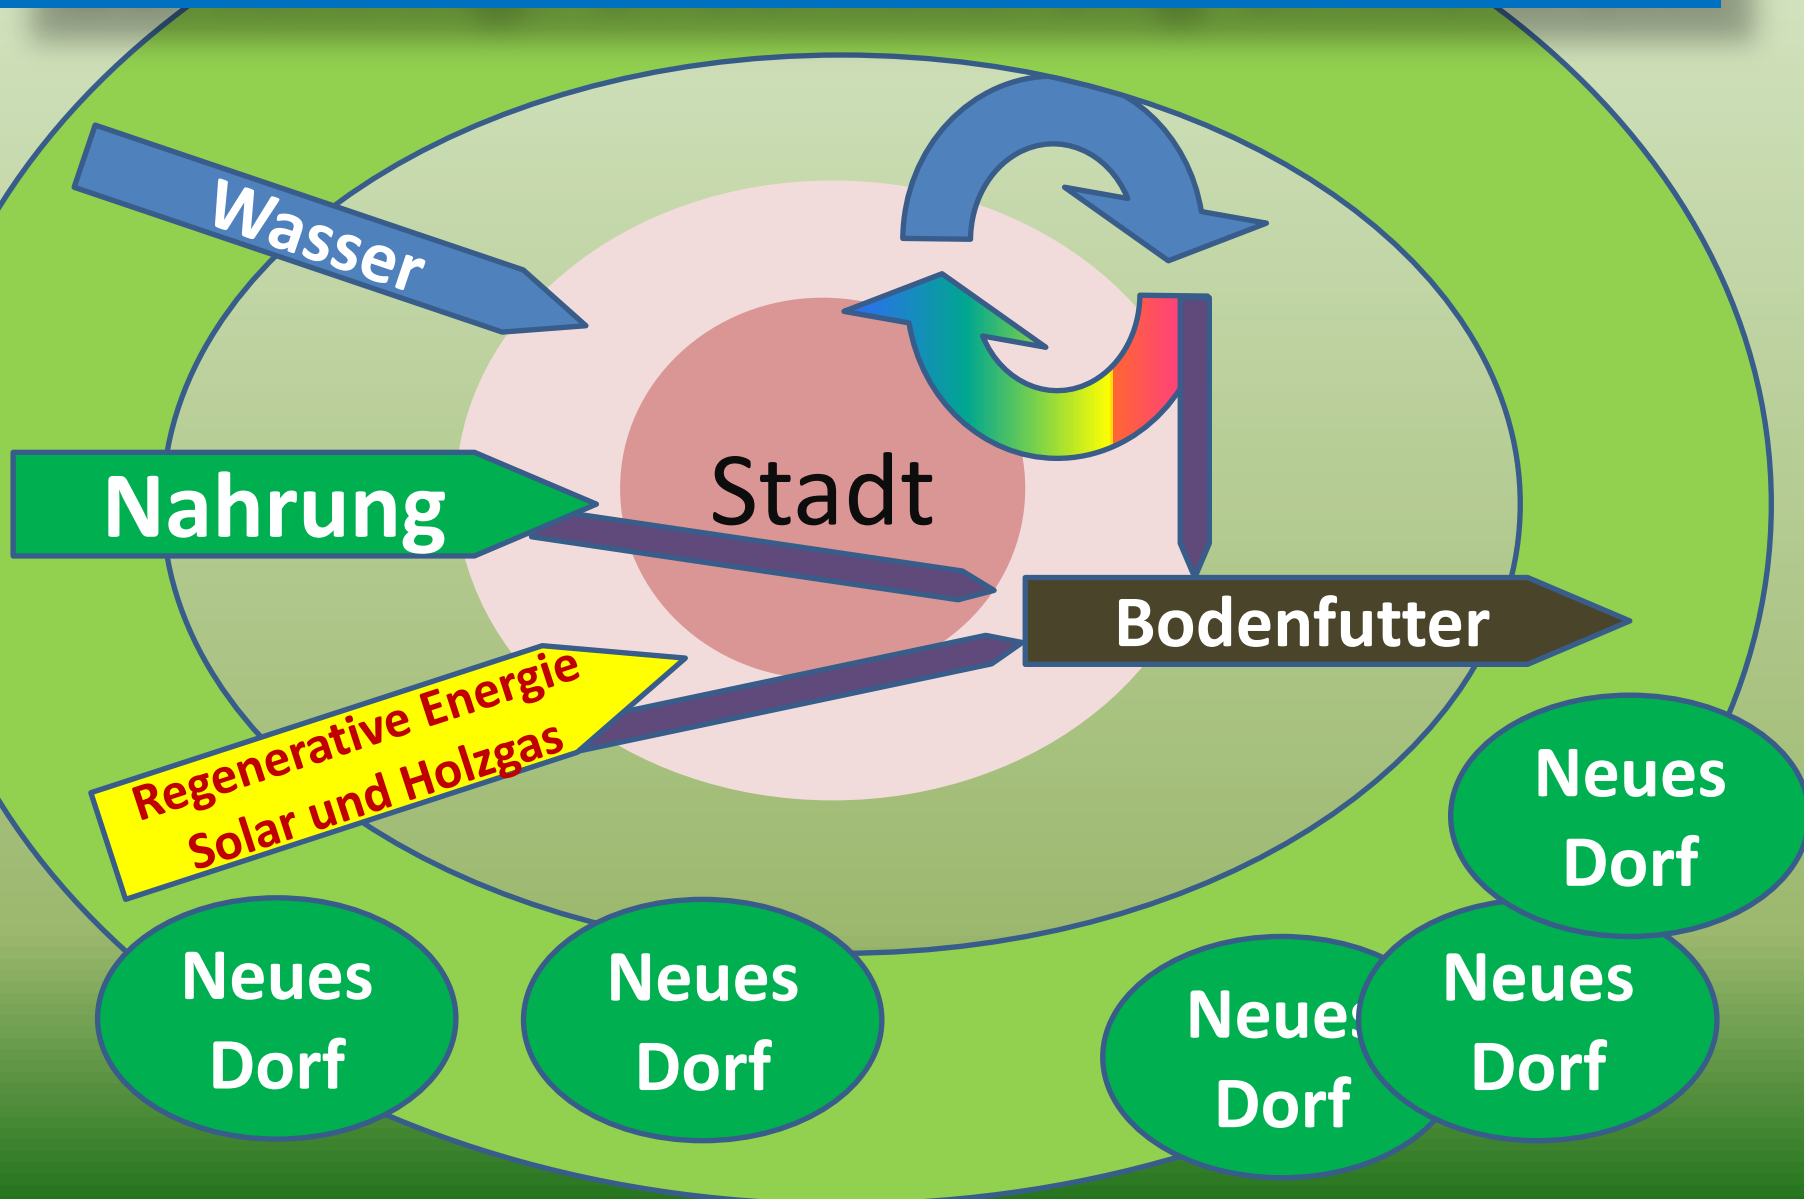 Wasser
Stadt
Nahrung
Bodenfutter
Regenerative Energie
Solar und Holzgas
Neues
Dorf
Neues
Dorf
Neues
Dorf
Neues
Dorf
Neues
Dorf